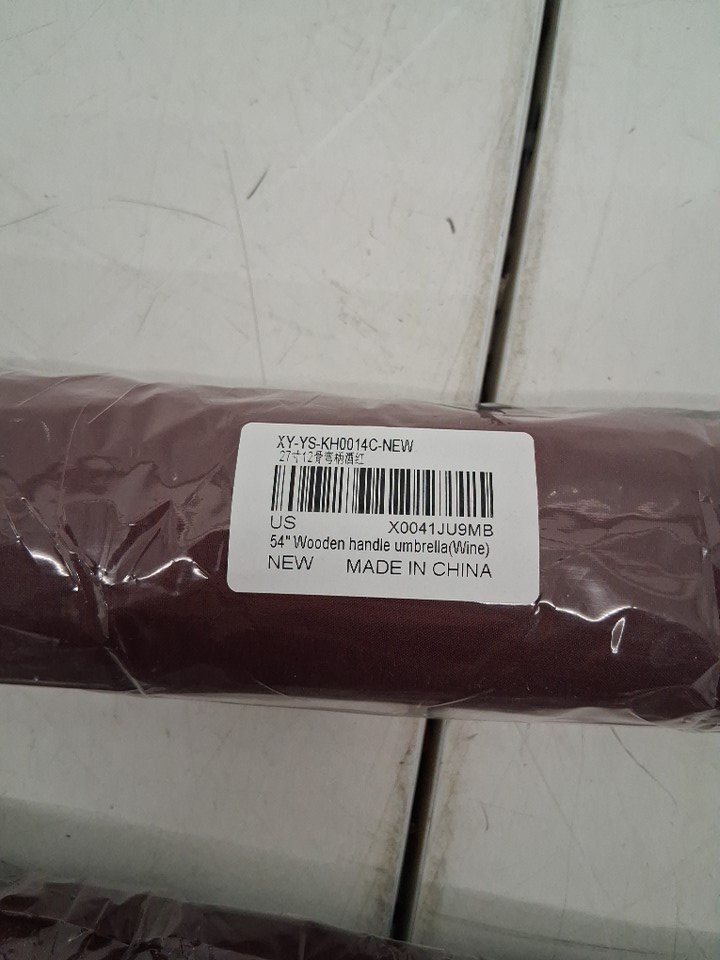 XY-YS-KH0014C-NEW
27寸12骨弯柄酒红
US X0041JU9MB
54" Wooden handle umbrella(Wine)
NEW MADE IN CHINA